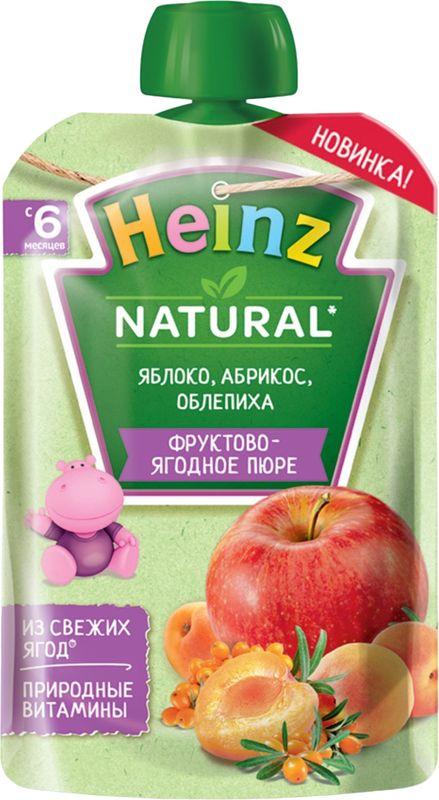 НОВИНКА!
с 6
месяцев
Heinz
NATURAL*
ЯБЛОКО, АБРИКОС,
ОБЛЕПИХА
ФРУКТОВО-
ЯГОДНОЕ ПЮРЕ
ИЗ СВЕЖИХ
ЯГОД
ПРИРОДНЫЕ
ВИТАМИНЫ